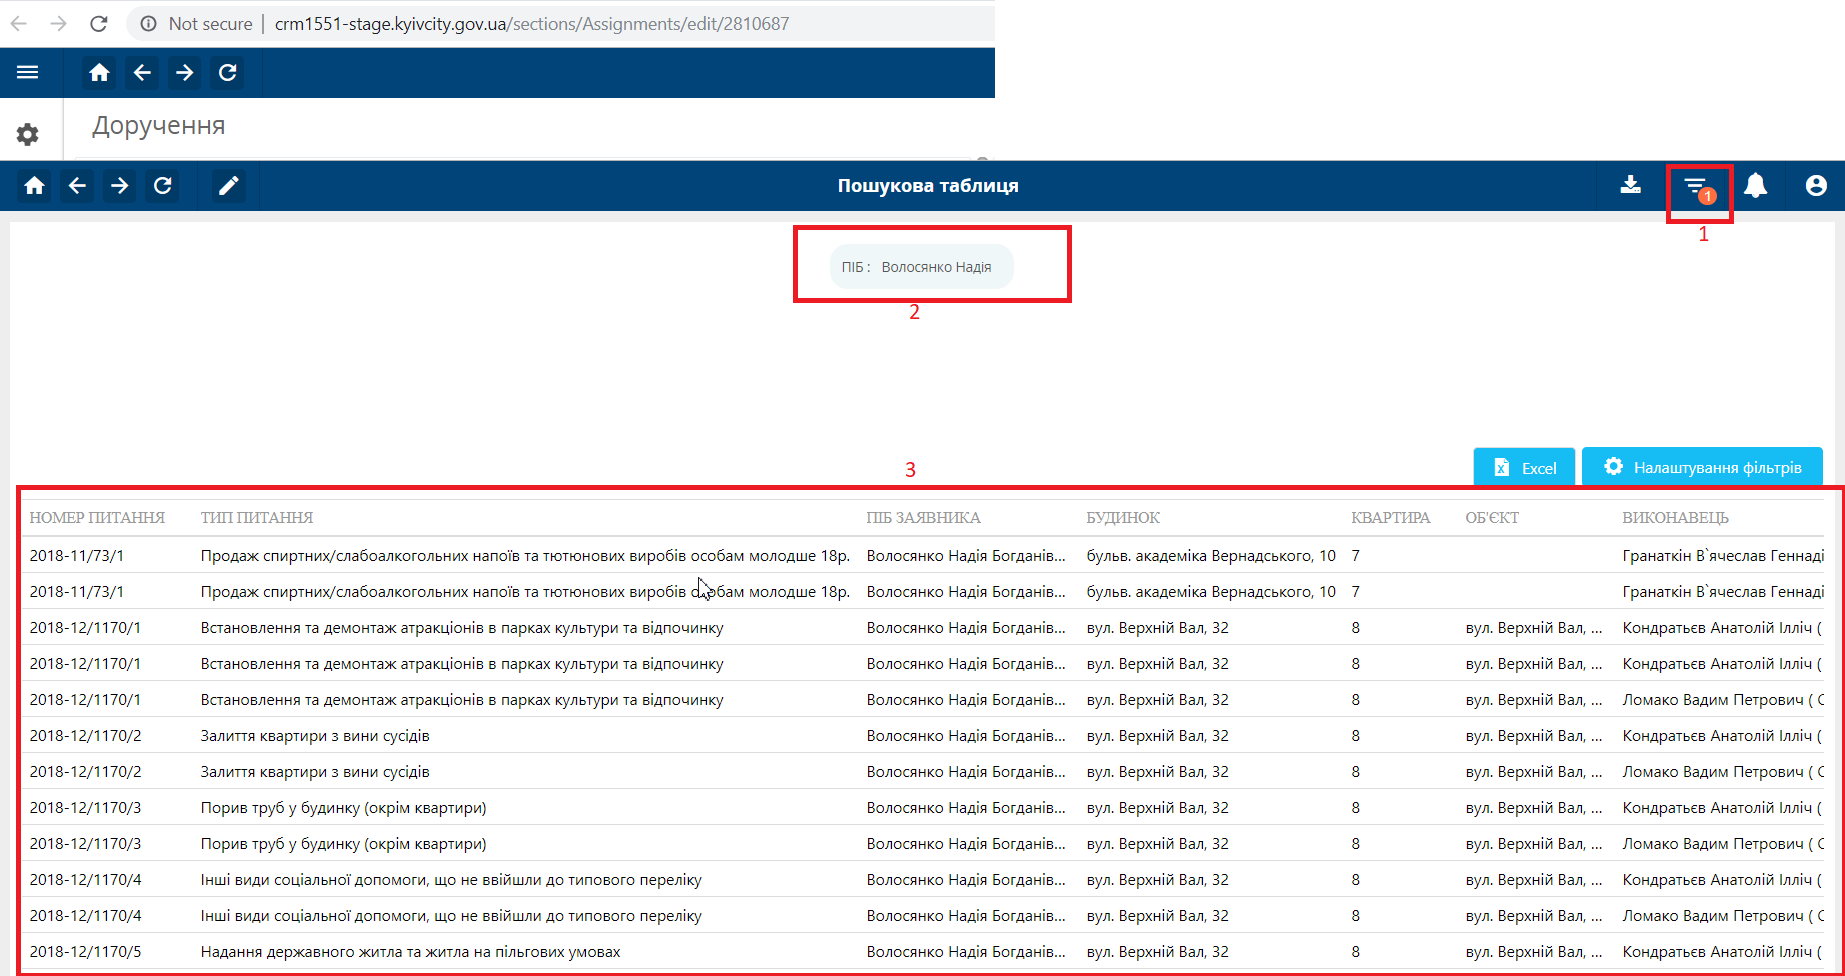 Not secure | crm1551-stage.kyivcity.gov.ua/sections/Assignments/edit/2810687
Доручення
Пошукова таблиця
1
1
ПІБ : Волосянко Надія
2
Excel Налаштування фільтрів
3
НОМЕР ПИТАННЯ ТИП ПИТАННЯ ПІБ ЗАЯВНИКА БУДИНОК КВАРТИРА ОБ'ЄКТ ВИКОНАВЕЦЬ
2018-11/73/1 Продаж спиртних/слабоалкогольних напоїв та тютюнових виробів особам молодше 18р. Волосянко Надія Богданів... бульв. академіка Вернадського, 10 7 Гранаткін В`ячеслав Геннаді
2018-11/73/1 Продаж спиртних/слабоалкогольних напоїв та тютюнових виробів особам молодше 18р. Волосянко Надія Богданів... бульв. академіка Вернадського, 10 7 Гранаткін В`ячеслав Геннаді
2018-12/1170/1 Встановлення та демонтаж атракціонів в парках культури та відпочинку Волосянко Надія Богданів... вул. Верхній Вал, 32 8 вул. Верхній Вал, ... Кондратьєв Анатолій Ілліч (
2018-12/1170/1 Встановлення та демонтаж атракціонів в парках культури та відпочинку Волосянко Надія Богданів... вул. Верхній Вал, 32 8 вул. Верхній Вал, ... Кондратьєв Анатолій Ілліч (
2018-12/1170/1 Встановлення та демонтаж атракціонів в парках культури та відпочинку Волосянко Надія Богданів... вул. Верхній Вал, 32 8 вул. Верхній Вал, ... Ломако Вадим Петрович ( С
2018-12/1170/2 Залиття квартири з вини сусідів Волосянко Надія Богданів... вул. Верхній Вал, 32 8 вул. Верхній Вал, ... Кондратьєв Анатолій Ілліч (
2018-12/1170/2 Залиття квартири з вини сусідів Волосянко Надія Богданів... вул. Верхній Вал, 32 8 вул. Верхній Вал, ... Ломако Вадим Петрович ( С
2018-12/1170/3 Порив труб у будинку (окрім квартири) Волосянко Надія Богданів... вул. Верхній Вал, 32 8 вул. Верхній Вал, ... Кондратьєв Анатолій Ілліч (
2018-12/1170/3 Порив труб у будинку (окрім квартири) Волосянко Надія Богданів... вул. Верхній Вал, 32 8 вул. Верхній Вал, ... Ломако Вадим Петрович ( С
2018-12/1170/4 Інші види соціальної допомоги, що не ввійшли до типового переліку Волосянко Надія Богданів... вул. Верхній Вал, 32 8 вул. Верхній Вал, ... Кондратьєв Анатолій Ілліч (
2018-12/1170/4 Інші види соціальної допомоги, що не ввійшли до типового переліку Волосянко Надія Богданів... вул. Верхній Вал, 32 8 вул. Верхній Вал, ... Ломако Вадим Петрович ( С
2018-12/1170/5 Надання державного житла та житла на пільгових умовах Волосянко Надія Богданів... вул. Верхній Вал, 32 8 вул. Верхній Вал, ... Кондратьєв Анатолій Ілліч (